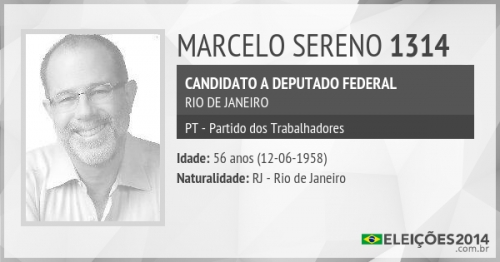 MARCELO SERENO 1314
CANDIDATO A DEPUTADO FEDERAL
RIO DE JANEIRO
PT - Partido dos Trabalhadores
Idade: 56 anos (12-06-1958)
Naturalidade: RJ - Rio de Janeiro
ELEIÇÕES2014
.com.br